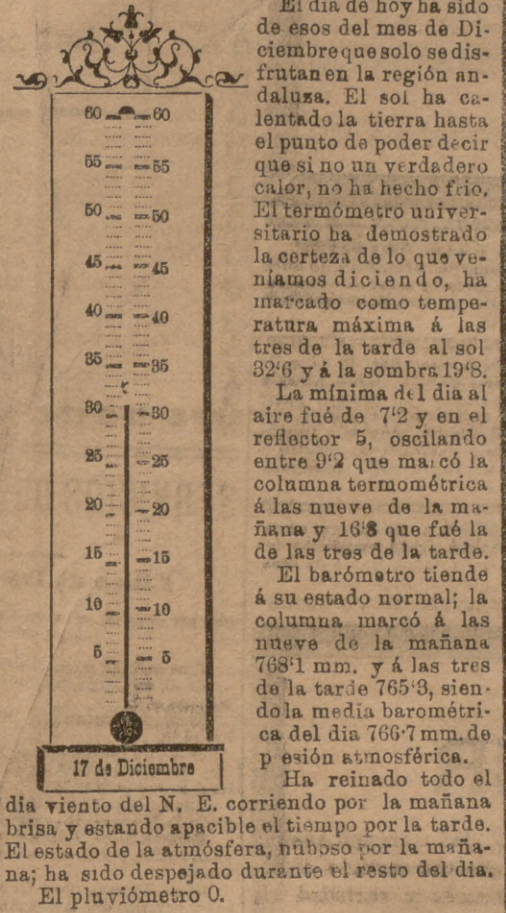 60 60
55 55
50 50
45 45
40 40
35 35
30 30
25 25
20 20
15 15
10 10
5 5
17 de Diciembre
El dia de hoy ha sido
de esos del mes de Di-
ciembre que solo se dis-
frutan en la región an-
daluza. El sol ha ca-
lentado la tierra hasta
el punto de poder decir
que si no un verdadero
calor, no ha hecho frio.
El termómetro univer-
sitario ha demostrado
la certeza de lo que ve-
níamos diciendo, ha
marcado como tempe-
ratura máxima á las
tres de la tarde al sol
32‘6 y á la sombra 19‘8.
La mínima del dia al
aire fué de 7‘2 y en el
reflector 5, oscilando
entre 9‘2 que marcó la
columna termométrica
á las nueve de la ma-
ñana y 16‘8 que fué la
de las tres de la tarde.
El barómetro tiende
á su estado normal; la
columna marcó á las
nueve de la mañana
768‘1 mm. y á las tres
de la tarde 765‘3, sien-
do la media barométri-
ca del dia 766·7 mm. de
p esión atmosférica.
Ha reinado todo el
dia viento del N. E. corriendo por la mañana
brisa y estando apacible el tiempo por la tarde.
El estado de la atmósfera, nuboso por la maña-
na; ha sido despejado durante el resto del dia.
El pluviómetro 0.